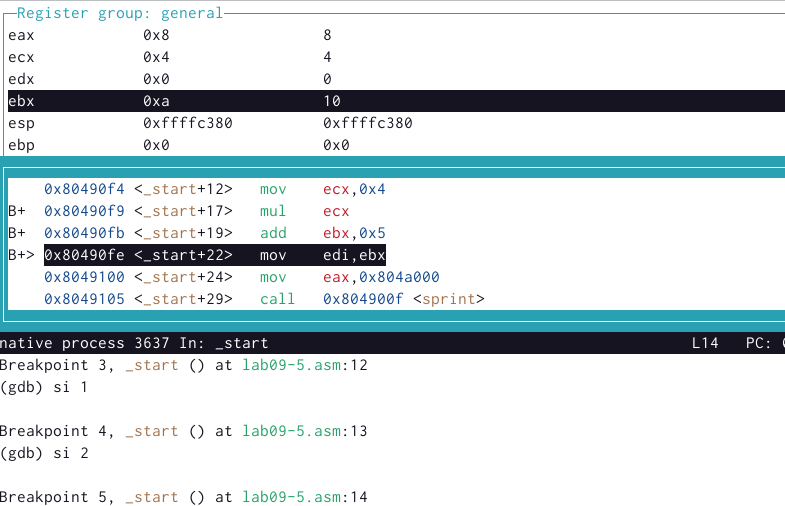 Register group: general
eax 0x8 8
ecx 0x4 4
edx 0x0 0
ebx 0xa 10
esp 0xffffc380 0xffffc380
ebp 0x0 0x0
0x80490f4 <_start+12> mov ecx,0x4
B+ 0x80490f9 <_start+17> mul ecx
B+ 0x80490fb <_start+19> add ebx,0x5
B+> 0x80490fe <_start+22> mov edi,ebx
0x8049100 <_start+24> mov eax,0x804a000
0x8049105 <_start+29> call 0x804900f <sprint>
native process 3637 In: _start L14 PC:
Breakpoint 3, _start () at lab09-5.asm:12
(gdb) si 1
Breakpoint 4, _start () at lab09-5.asm:13
(gdb) si 2
Breakpoint 5, _start () at lab09-5.asm:14